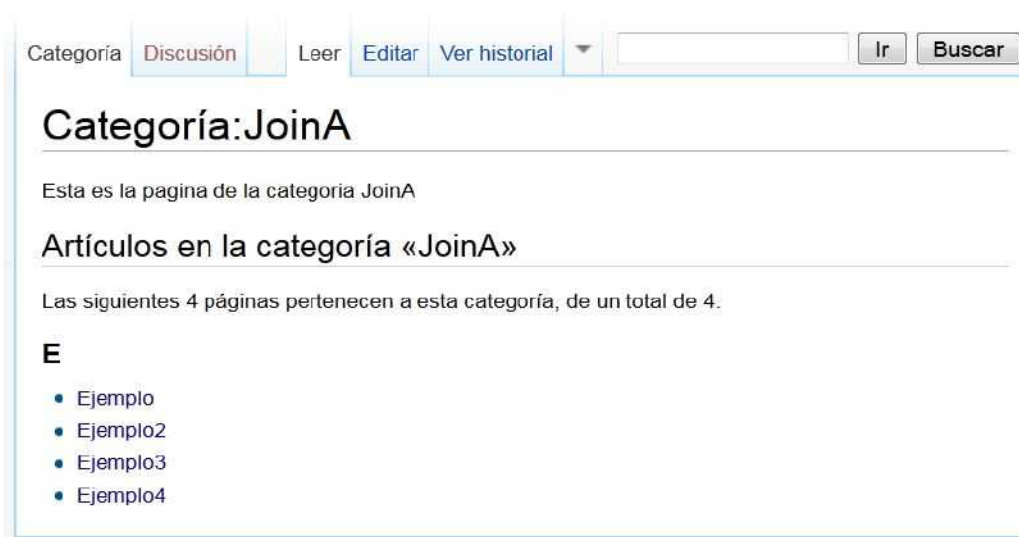 Categoría Discusión Leer Editar Ver historial Ir Buscar
Categoría:JoinA
Esta es la pagina de la categoria JoinA
Artículos en la categoría «JoinA»
Las siguientes 4 páginas pertenecen a esta categoría, de un total de 4.
E
Ejemplo
Ejemplo2
Ejemplo3
Ejemplo4